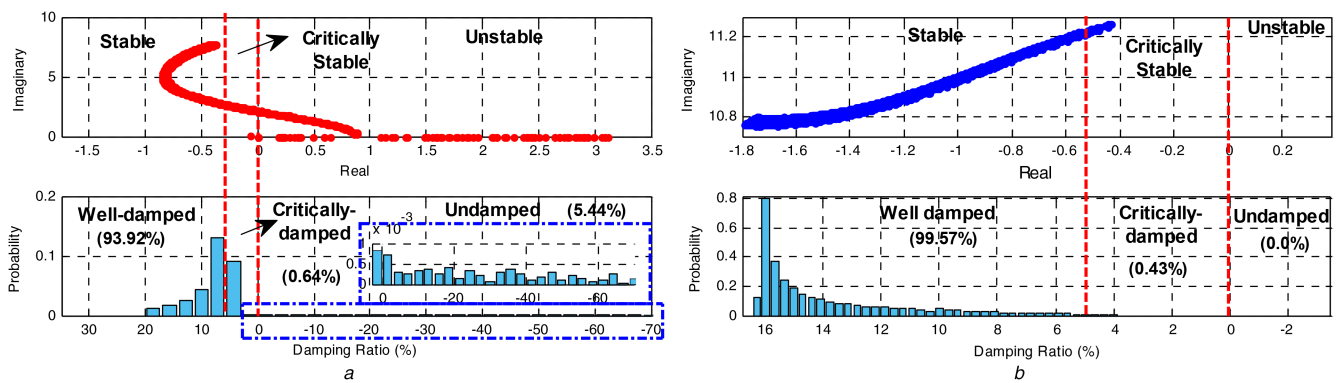 10
5
0
Imaginary
Stable
Critically
Stable
Unstable
-1.5 -1 -0.5 0 0.5 1 1.5 2 2.5 3 3.5
Real
0.2
0.1
0
Probability
Well-damped
(93.92%)
Critically-
damped
(0.64%)
Undamped (5.44%)
x 10 -3
0.5
0
0 -20 -40 -60
30 20 10 0 -10 -20 -30 -40 -50 -60 -70
Damping Ratio (%)
a
11.2
11
10.8
Imagianry
Stable
Critically
Stable
Unstable
-1.8 -1.6 -1.4 -1.2 -1 -0.8 -0.6 -0.4 -0.2 0 0.2
Real
0.8
0.6
0.4
0.2
0
Probability
Well damped
(99.57%)
Critically-
damped
(0.43%)
Undamped
(0.0%)
16 14 12 10 8 6 4 2 0 -2
Damping Ratio (%)
b